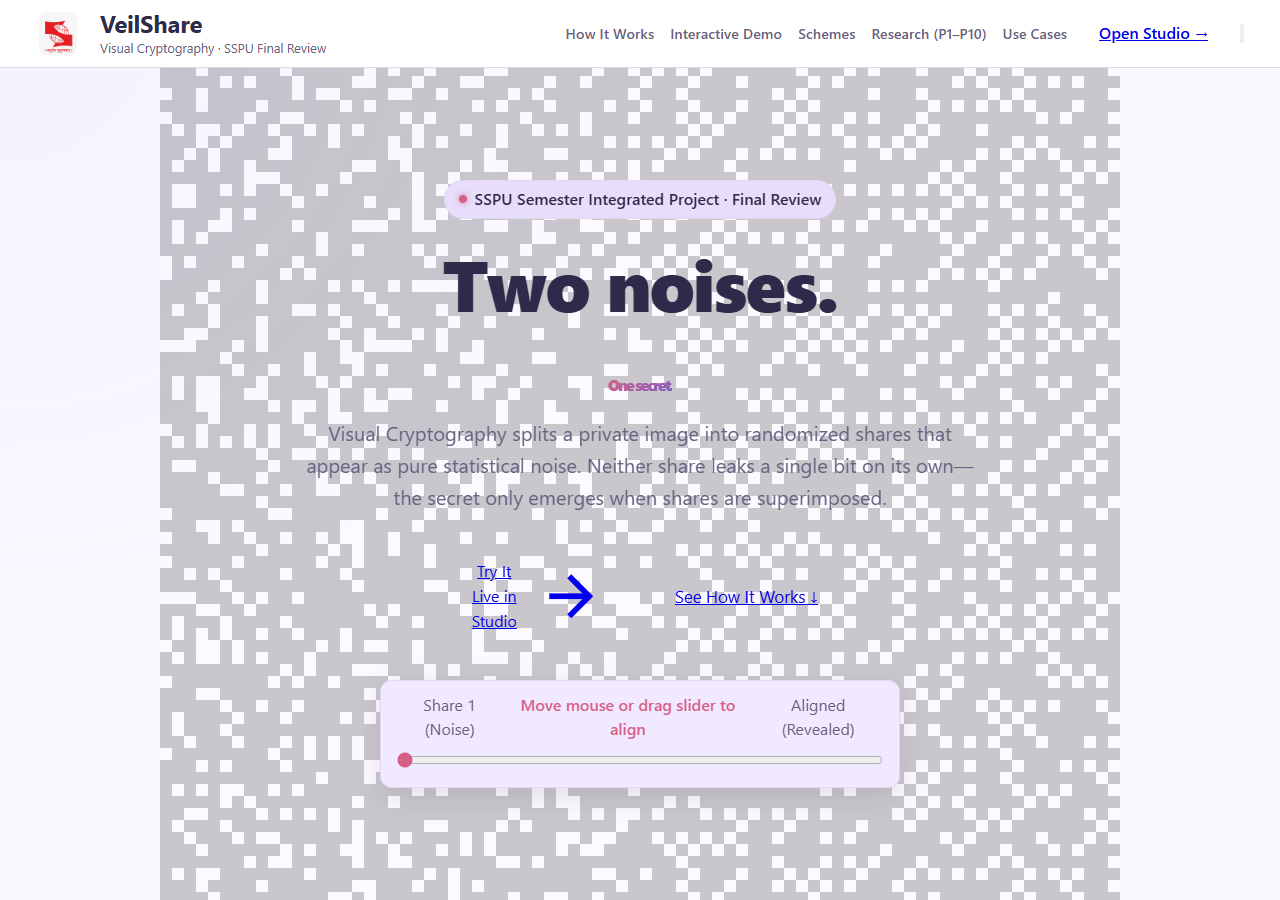 VeilShare
Visual Cryptography · SSPU Final Review
How It Works
Interactive Demo
Schemes
Research (P1–P10)
Use Cases
Open Studio →
SSPU Semester Integrated Project · Final Review
Two noises.
One secret.
Visual Cryptography splits a private image into randomized shares that
appear as pure statistical noise. Neither share leaks a single bit on its own—
the secret only emerges when shares are superimposed.
Try It
Live in
Studio
→
See How It Works ↓
Share 1
(Noise)
Move mouse or drag slider to
align
Aligned
(Revealed)